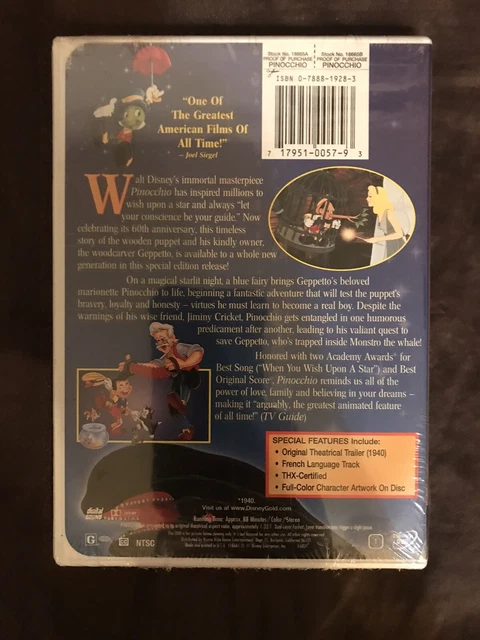 Stock No. 18665A
PROOF OF PURCHASE
PINOCCHIO
Stock No. 18665B
PROOF OF PURCHASE
PINOCCHIO
ISBN 0-7888-1928-3
7 17951-0057-9 3
"One Of
The Greatest
American Films Of
All Time!"
– Joel Siegel
Walt Disney's immortal masterpiece
Pinocchio has inspired millions to
wish upon a star and always "let
your conscience be your guide." Now
celebrating its 60th anniversary, this timeless
story of the wooden puppet and his kindly owner,
the woodcarver Geppetto, is available to a whole new
generation in this special edition release!
On a magical starlit night, a blue fairy brings Geppetto's beloved
marionette Pinocchio to life, beginning a fantastic adventure that will test the puppet's
bravery, loyalty and honesty – virtues he must learn to become a real boy. Despite the
warnings of his wise friend, Jiminy Cricket, Pinocchio gets entangled in one humorous
predicament after another, leading to his valiant quest to
save Geppetto, who's trapped inside Monstro the whale!
Honored with two Academy Awards® for
Best Song ("When You Wish Upon A Star") and Best
Original Score*, Pinocchio reminds us all of the
power of love, family and believing in your dreams –
making it "arguably, the greatest animated feature
of all time!" (TV Guide)
SPECIAL FEATURES Include:
• Original Theatrical Trailer (1940)
• French Language Track
• THX-Certified
• Full-Color Character Artwork On Disc
*1940.
Visit us at www.DisneyGold.com
Running Time: Approx. 88 Minutes / Color / Stereo
G
NTSC